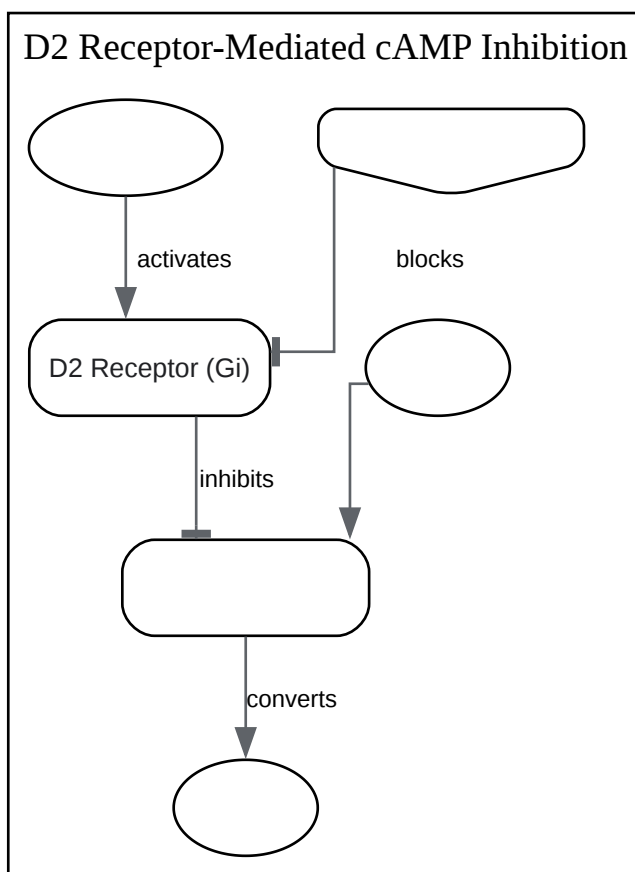 D2 Receptor-Mediated cAMP Inhibition
activates
blocks
D2 Receptor (Gi)
inhibits
converts